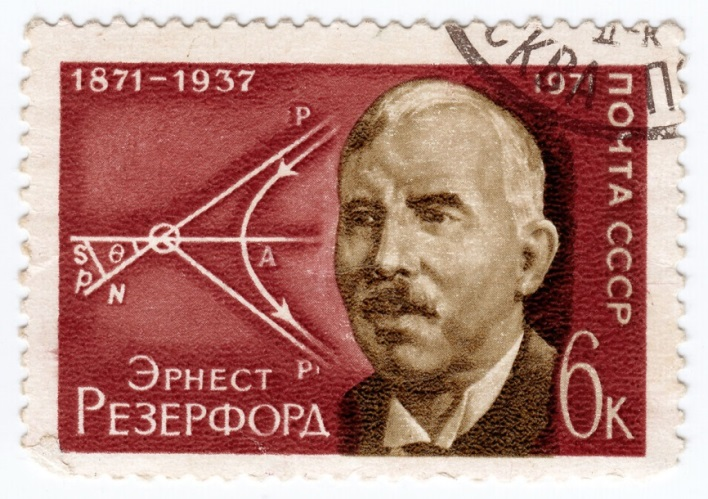 1871-1937
1971
ПОЧТА СССР
P
S
θ
p
N
A
P₁
Эрнест
Резерфорд
6к